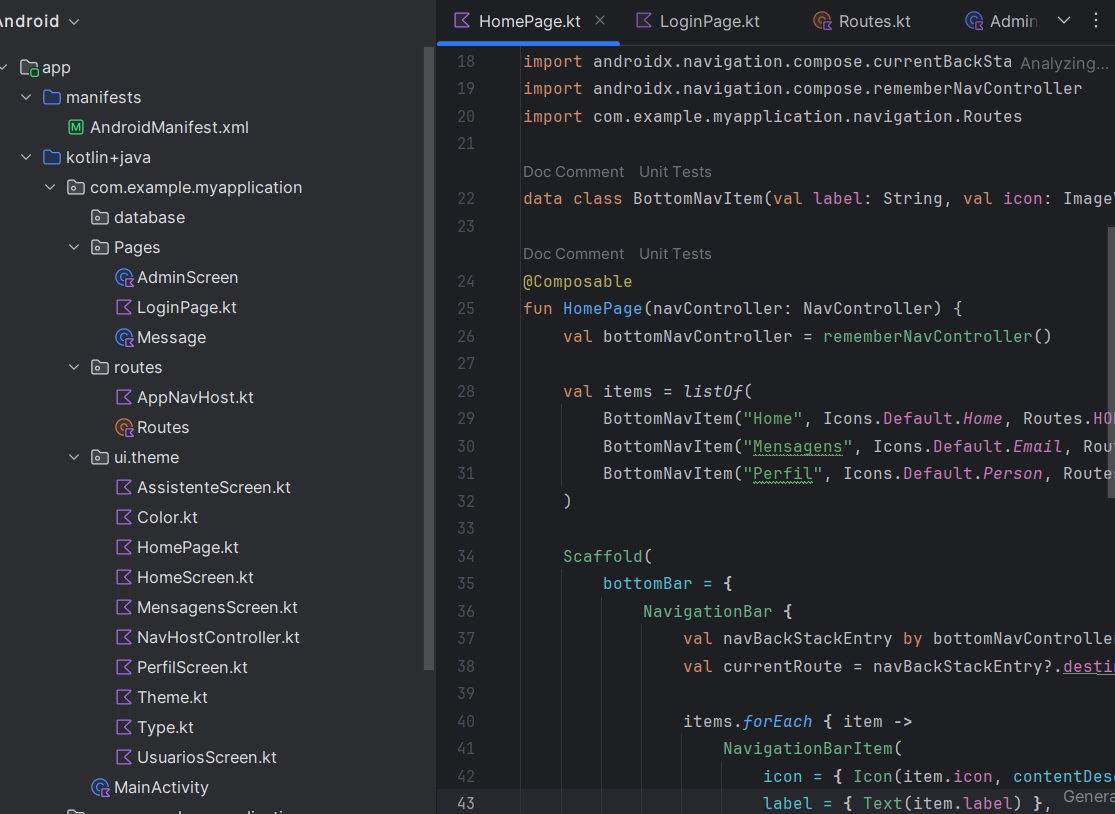 Android
app
manifests
AndroidManifest.xml
kotlin+java
com.example.myapplication
database
Pages
AdminScreen
LoginPage.kt
Message
routes
AppNavHost.kt
Routes
ui.theme
AssistenteScreen.kt
Color.kt
HomePage.kt
HomeScreen.kt
MensagensScreen.kt
NavHostController.kt
PerfilScreen.kt
Theme.kt
Type.kt
UsuariosScreen.kt
MainActivity
HomePage.kt LoginPage.kt Routes.kt Admin
18 import androidx.navigation.compose.currentBackSta Analyzing...
19 import androidx.navigation.compose.rememberNavController
20 import com.example.myapplication.navigation.Routes
21
Doc Comment Unit Tests
22 data class BottomNavItem(val label: String, val icon: Image
23
Doc Comment Unit Tests
24 @Composable
25 fun HomePage(navController: NavController) {
26 val bottomNavController = rememberNavController()
27
28 val items = listOf(
29 BottomNavItem("Home", Icons.Default.Home, Routes.HO
30 BottomNavItem("Mensagens", Icons.Default.Email, Rou
31 BottomNavItem("Perfil", Icons.Default.Person, Routes
32 )
33
34 Scaffold(
35 bottomBar = {
36 NavigationBar {
37 val navBackStackEntry by bottomNavController
38 val currentRoute = navBackStackEntry?.destin
39
40 items.forEach { item ->
41 NavigationBarItem(
42 icon = { Icon(item.icon, contentDesc
43 label = { Text(item.label) }, Genera